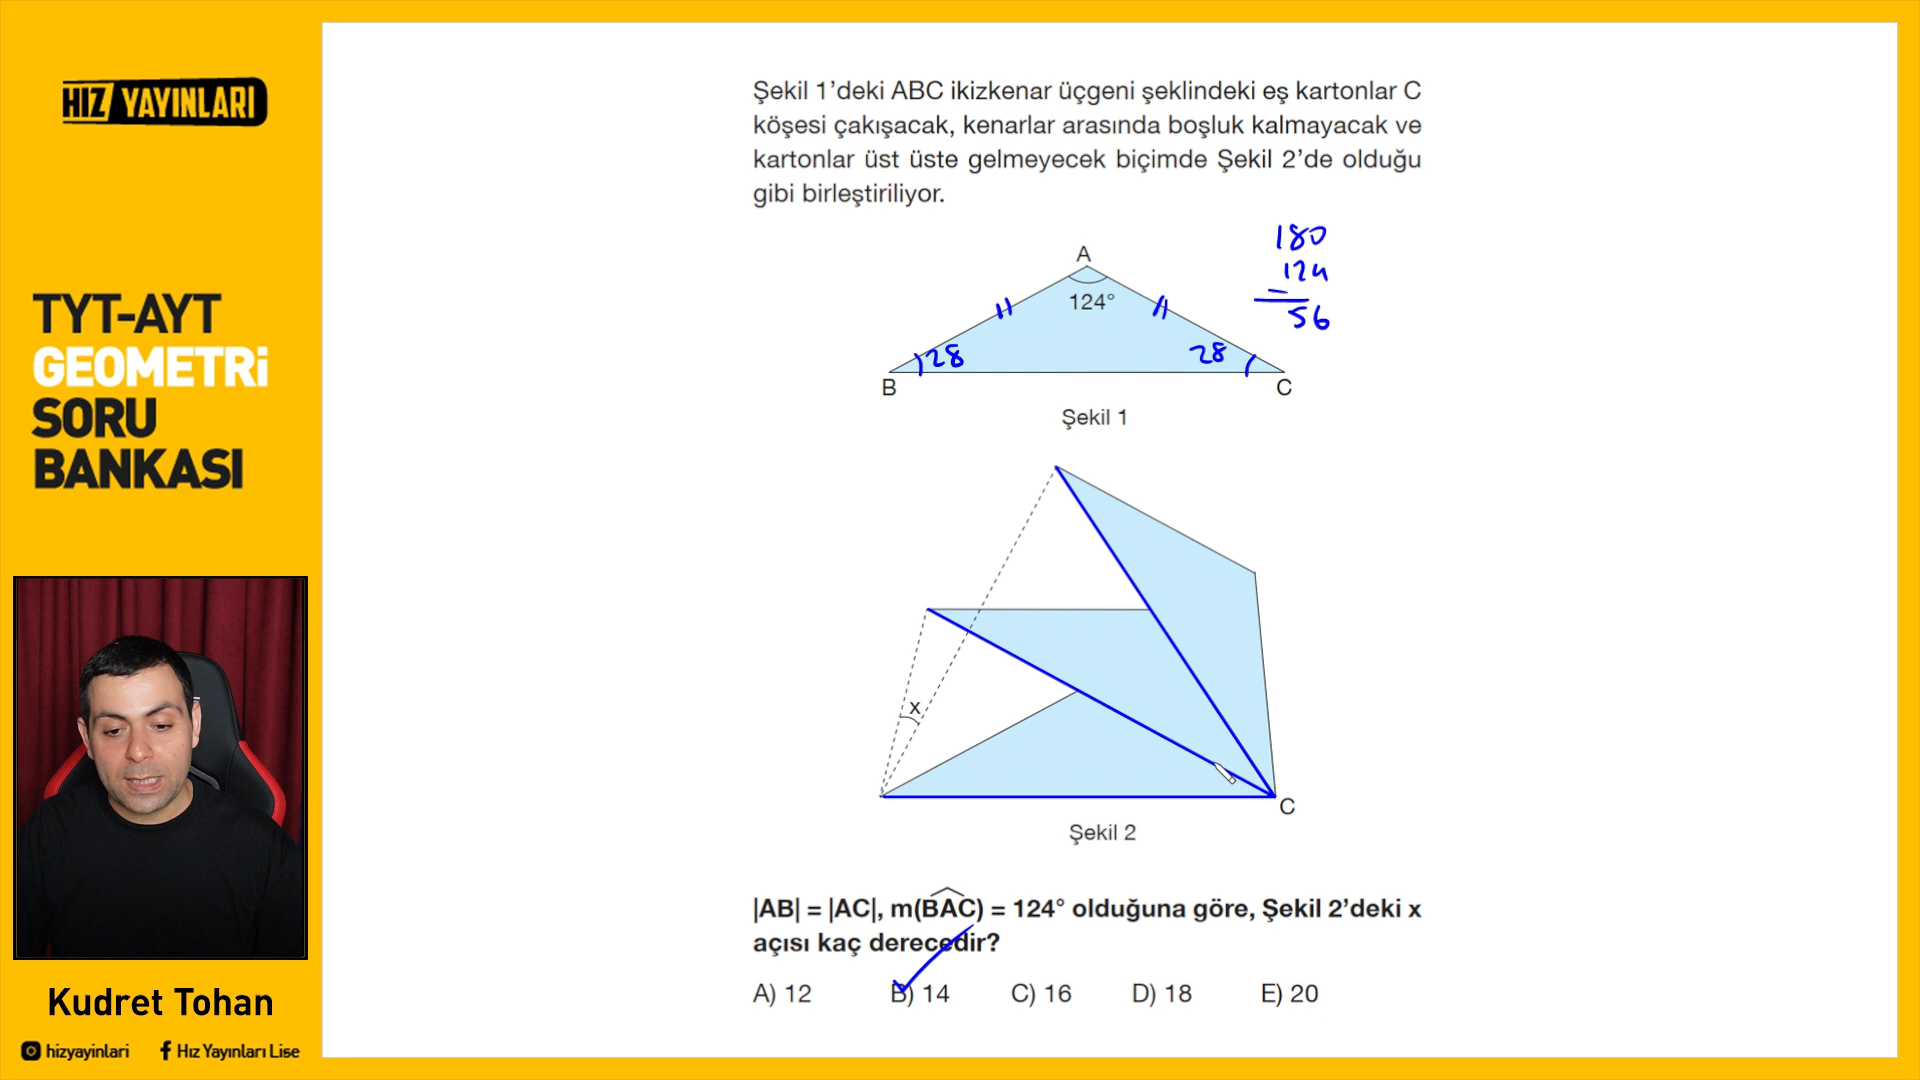 HIZ YAYINLARI
TYT-AYT
GEOMETRİ
SORU
BANKASI
Kudret Tohan
hizyayinlari
Hız Yayınları Lise
Şekil 1’deki ABC ikizkenar üçgeni şeklindeki eş kartonlar C
köşesi çakışacak, kenarlar arasında boşluk kalmayacak ve
kartonlar üst üste gelmeyecek biçimde Şekil 2’de olduğu
gibi birleştiriliyor.
180
124
56
A
124°
28
28
B
C
Şekil 1
x
C
Şekil 2
|AB| = |AC|, m(BAC) = 124° olduğuna göre, Şekil 2’deki x
açısı kaç derecedir?
A) 12 B) 14 C) 16 D) 18 E) 20